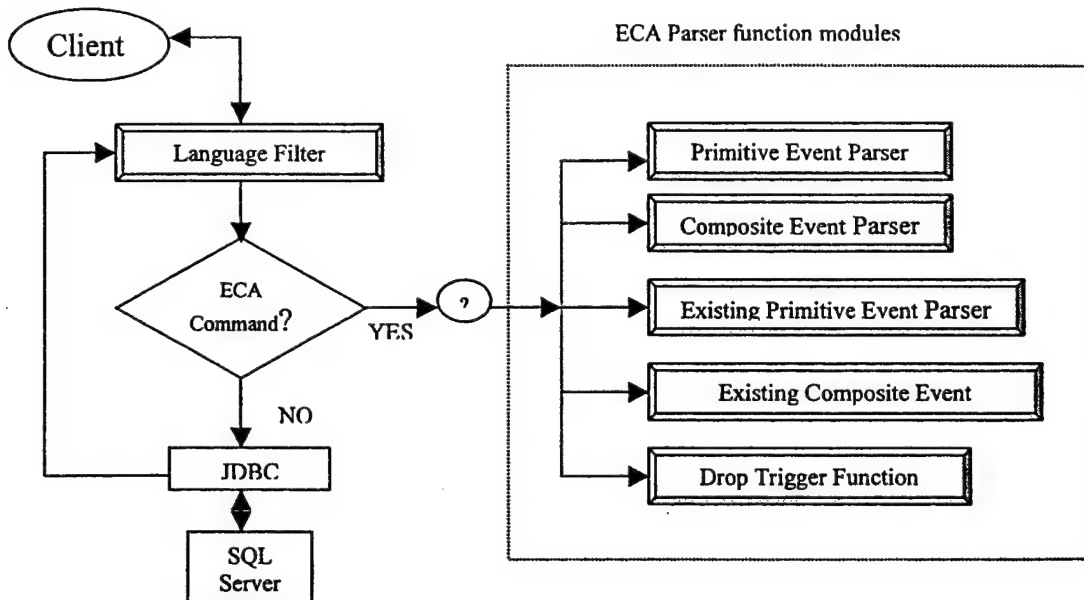 Client
ECA Parser function modules
Language Filter
Primitive Event Parser
Composite Event Parser
ECA
Command?
YES
?
Existing Primitive Event Parser
Existing Composite Event
NO
JDBC
Drop Trigger Function
SQL
Server